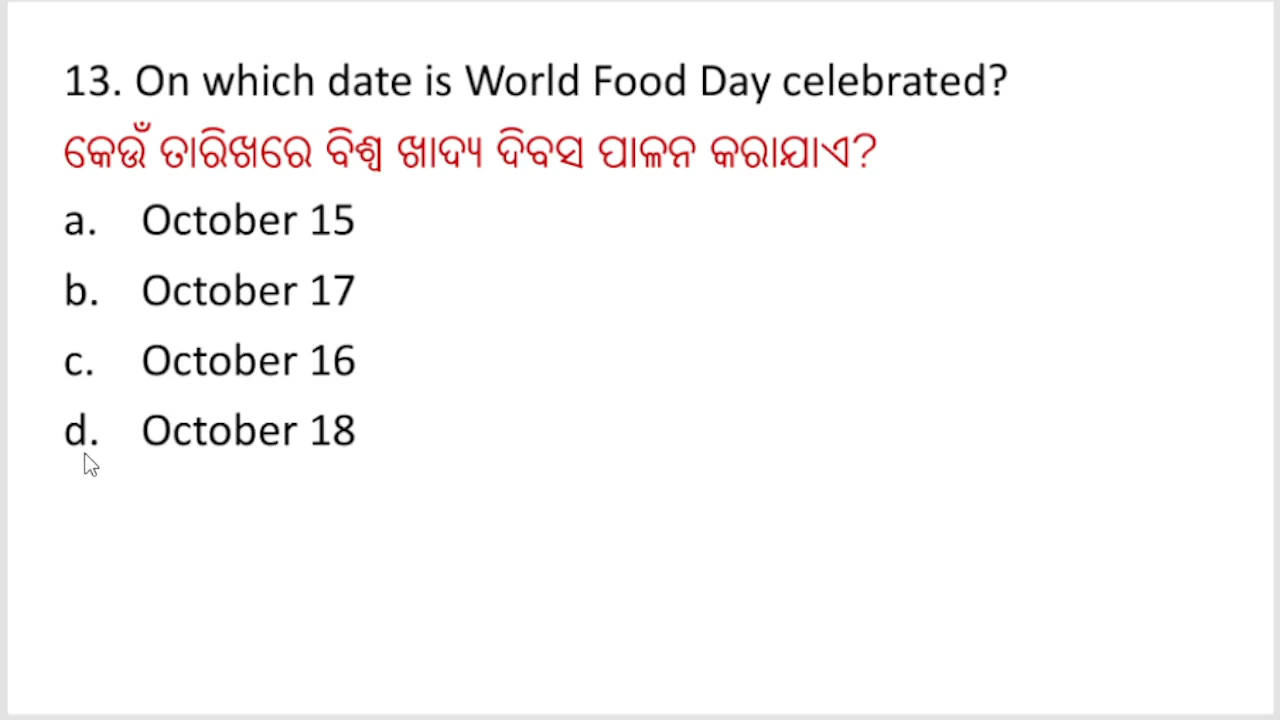 13. On which date is World Food Day celebrated?
କେଉଁ ତାରିଖରେ ବିଶ୍ୱ ଖାଦ୍ୟ ଦିବସ ପାଳନ କରାଯାଏ?
a. October 15
b. October 17
c. October 16
d. October 18